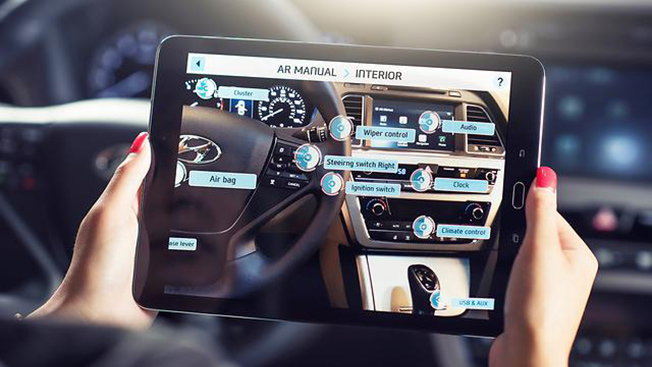 AR MANUAL > INTERIOR
?
Cluster
Audio
Wiper control
Steeirng switch Right
Air bag
Ignition switch
Clock
CANCEL
Climate control
ase lever
USB & AUX